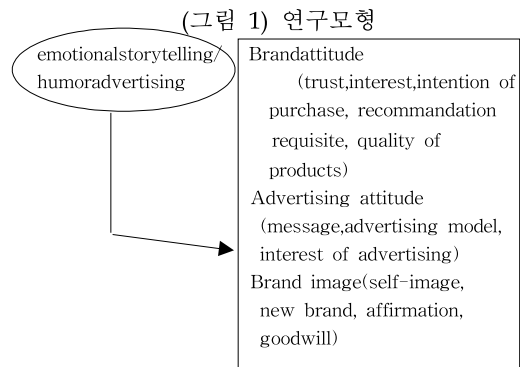 (그림 1) 연구모형
emotionalstorytelling/
humoradvertising
Brandattitude
(trust,interest,intention of
purchase, recommandation
requisite, quality of
products)
Advertising attitude
(message,advertising model,
interest of advertising)
Brand image(self-image,
new brand, affirmation,
goodwill)